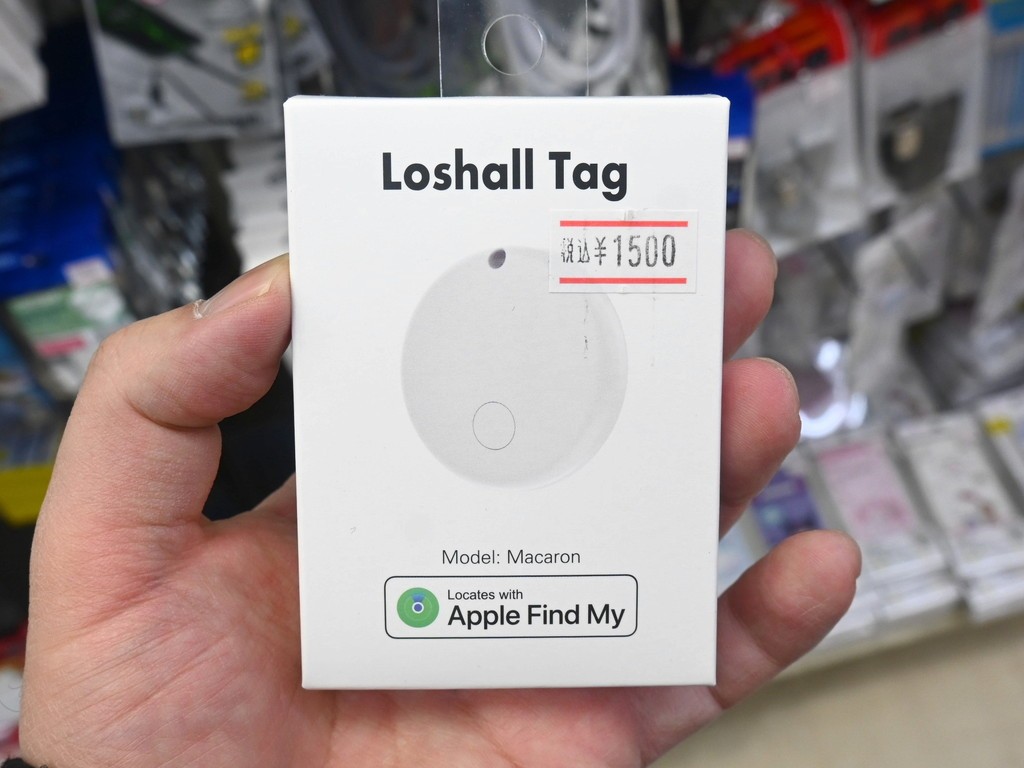 Loshall Tag
税込¥1500
Model: Macaron
Locates with
Apple Find My